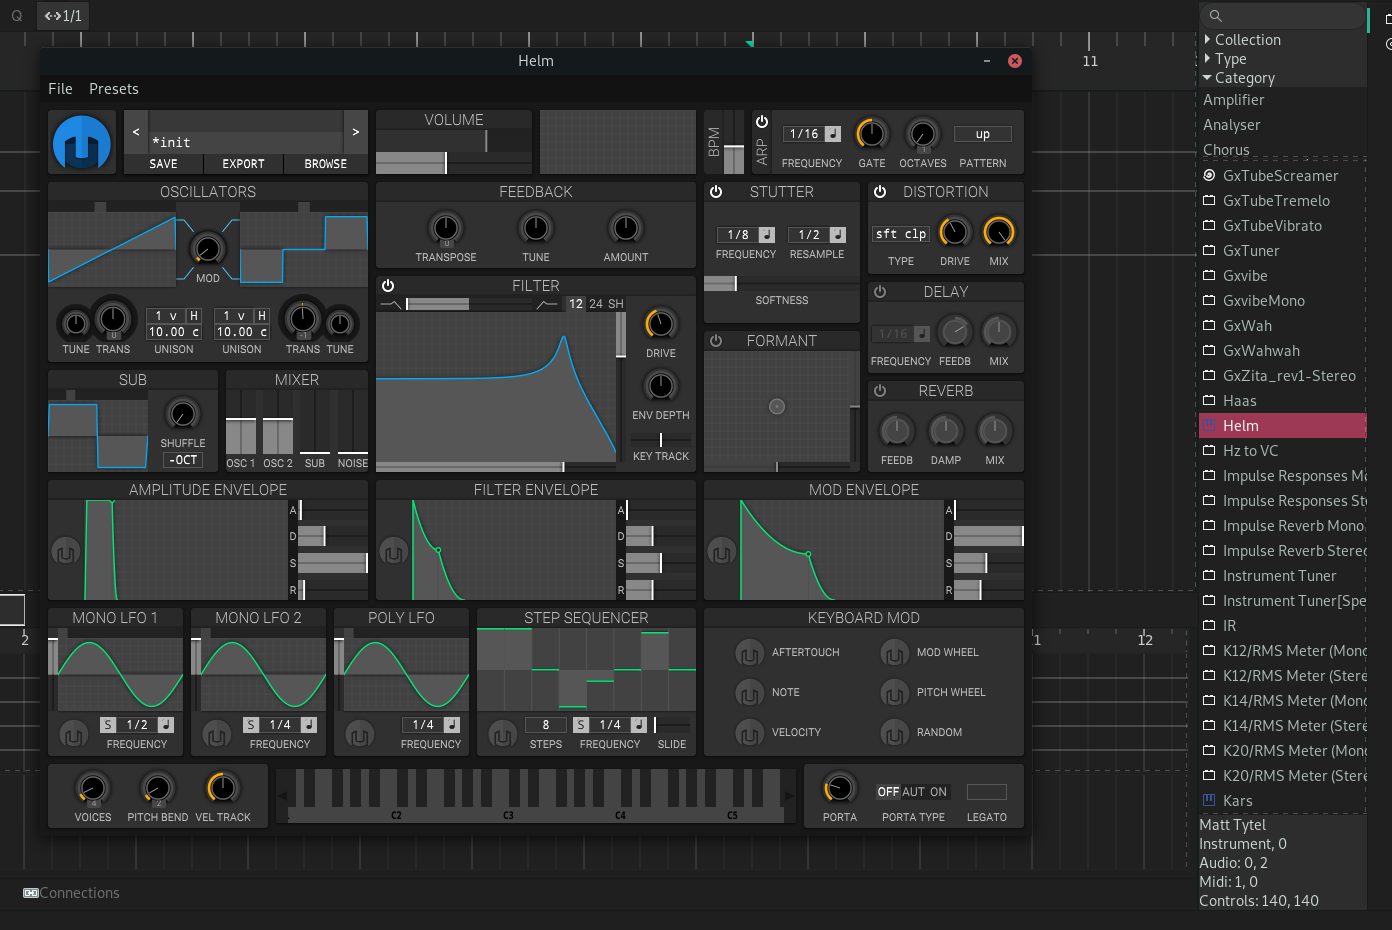 1/1
Helm
11
File Presets
< *init >
SAVE EXPORT BROWSE
VOLUME
BPM
ARP
1/16
FREQUENCY GATE OCTAVES PATTERN
1
up
OSCILLATORS
MOD
TUNE TRANS
1 v H
10.00 c
UNISON
1 v H
10.00 c
UNISON
-1
TRANS TUNE
FEEDBACK
0
TRANSPOSE TUNE AMOUNT
STUTTER
1/8 1/2
FREQUENCY RESAMPLE
SOFTNESS
DISTORTION
sft clp
TYPE DRIVE MIX
FILTER
12 24 SH
DRIVE
ENV DEPTH
KEY TRACK
DELAY
1/16
FREQUENCY FEEDB MIX
FORMANT
REVERB
FEEDB DAMP MIX
SUB
SHUFFLE
-OCT
MIXER
OSC 1 OSC 2 SUB NOISE
AMPLITUDE ENVELOPE
A
D
S
R
FILTER ENVELOPE
A
D
S
R
MOD ENVELOPE
A
D
S
R
MONO LFO 1
S 1/2
FREQUENCY
MONO LFO 2
S 1/4
FREQUENCY
POLY LFO
1/4
FREQUENCY
STEP SEQUENCER
8 S 1/4
STEPS FREQUENCY SLIDE
KEYBOARD MOD
AFTERTOUCH MOD WHEEL
NOTE PITCH WHEEL
VELOCITY RANDOM
4 2
VOICES PITCH BEND VEL TRACK
C2 C3 C4 C5
PORTA
OFF AUT ON
PORTA TYPE
LEGATO
2
12
Connections
Collection
Type
Category
Amplifier
Analyser
Chorus
GxTubeScreamer
GxTubeTremelo
GxTubeVibrato
GxTuner
Gxvibe
GxvibeMono
GxWah
GxWahwah
GxZita_rev1-Stereo
Haas
Helm
Hz to VC
Impulse Responses Mo
Impulse Responses St
Impulse Reverb Mono
Impulse Reverb Stereo
Instrument Tuner
Instrument Tuner[Spe
IR
K12/RMS Meter (Mono
K12/RMS Meter (Stere
K14/RMS Meter (Mono
K14/RMS Meter (Stere
K20/RMS Meter (Mono
K20/RMS Meter (Stere
Kars
Matt Tytel
Instrument, 0
Audio: 0, 2
Midi: 1, 0
Controls: 140, 140